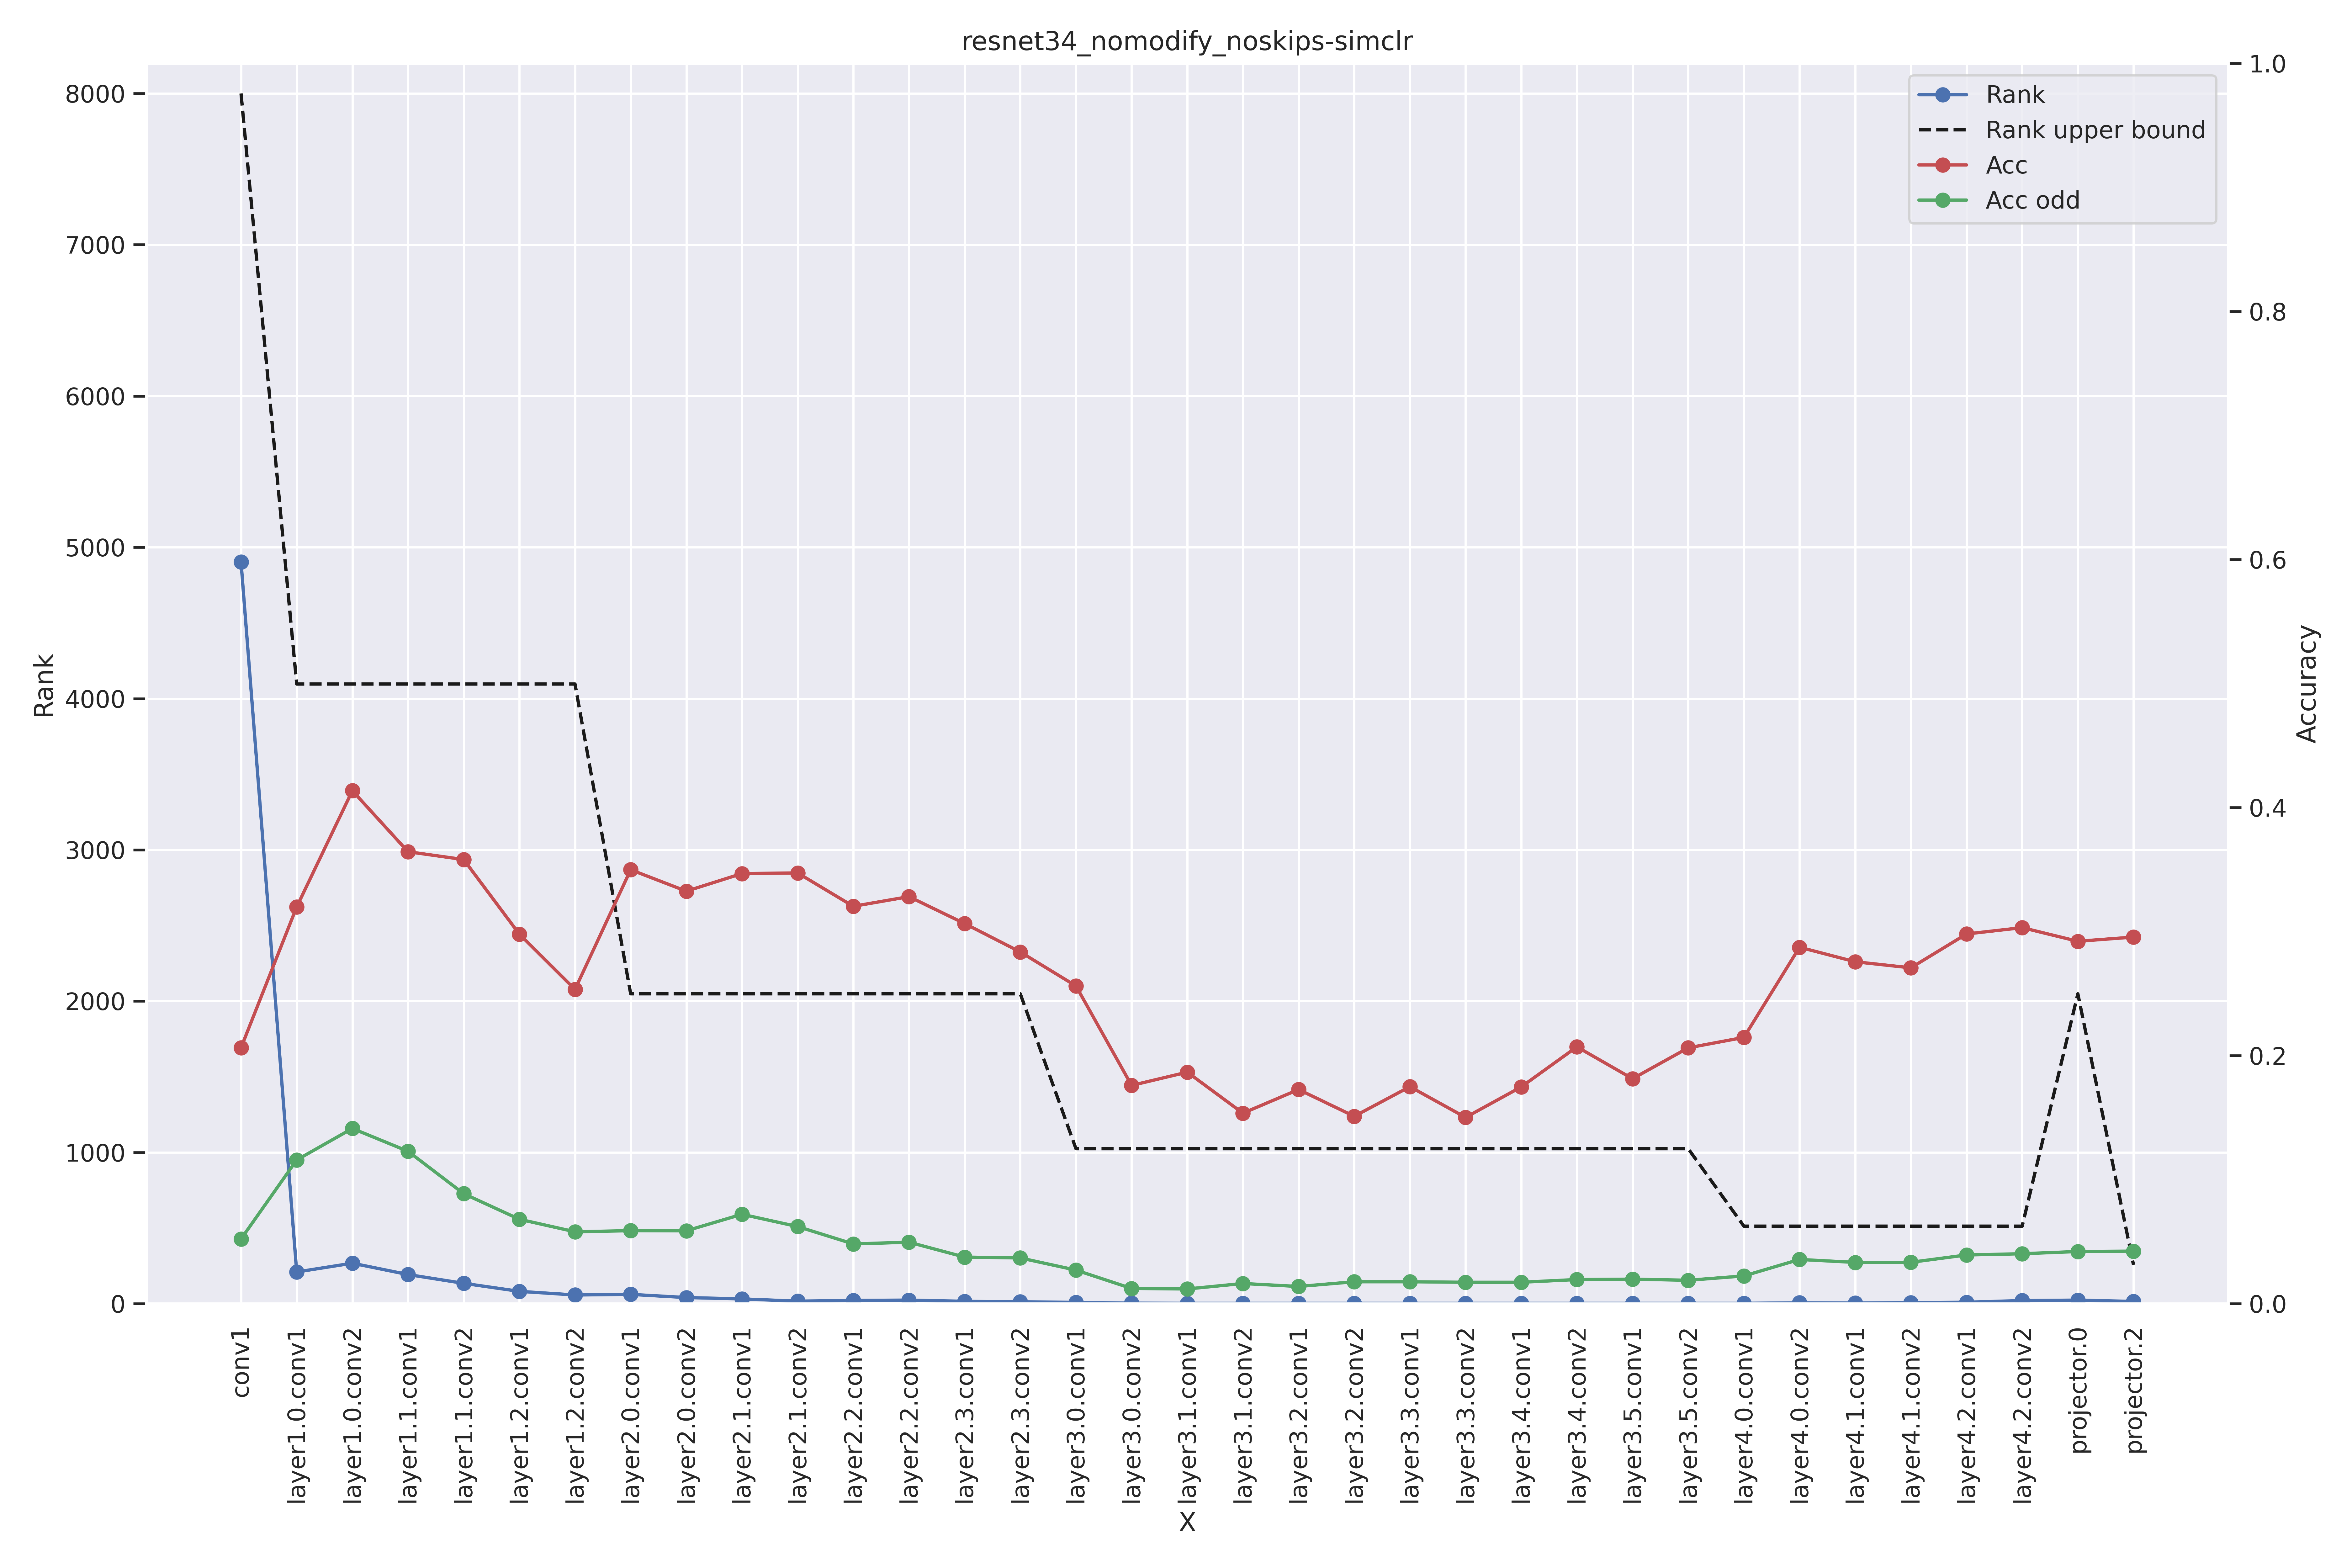 resnet34_nomodify_noskips-simclr
Rank
Rank upper bound
Acc
Acc odd
8000
7000
6000
5000
4000
3000
2000
1000
0
Rank
1.0
0.8
0.6
0.4
0.2
0.0
Accuracy
conv1
layer1.0.conv1
layer1.0.conv2
layer1.1.conv1
layer1.1.conv2
layer1.2.conv1
layer1.2.conv2
layer2.0.conv1
layer2.0.conv2
layer2.1.conv1
layer2.1.conv2
layer2.2.conv1
layer2.2.conv2
layer2.3.conv1
layer2.3.conv2
layer3.0.conv1
layer3.0.conv2
layer3.1.conv1
layer3.1.conv2
layer3.2.conv1
layer3.2.conv2
layer3.3.conv1
layer3.3.conv2
layer3.4.conv1
layer3.4.conv2
layer3.5.conv1
layer3.5.conv2
layer4.0.conv1
layer4.0.conv2
layer4.1.conv1
layer4.1.conv2
layer4.2.conv1
layer4.2.conv2
projector.0
projector.2
X